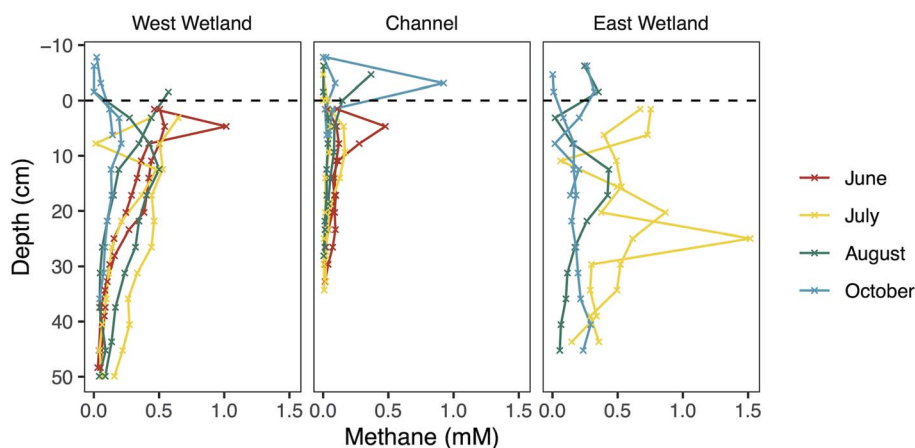 West Wetland
Channel
East Wetland
−10
0
10
20
30
40
50
Depth (cm)
0.0 0.5 1.0 1.5
0.0 0.5 1.0 1.5
0.0 0.5 1.0 1.5
Methane (mM)
June
July
August
October